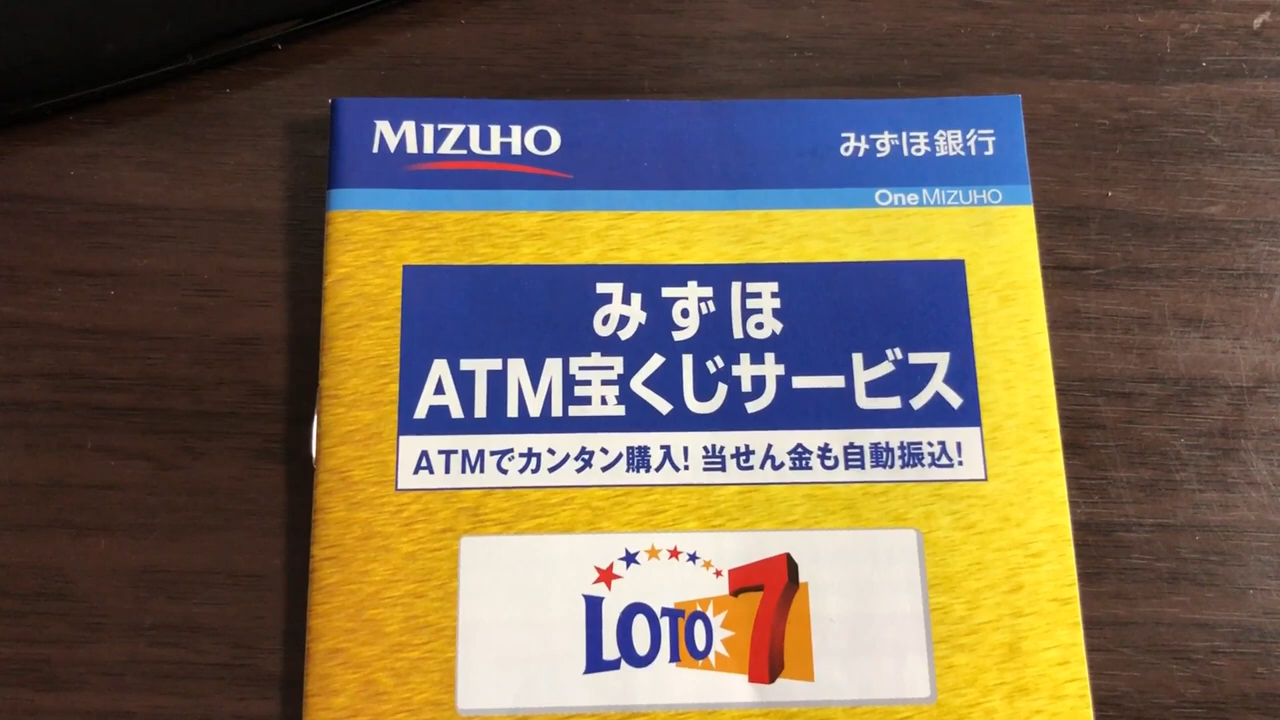 MIZUHO
みずほ銀行
One MIZUHO
みずほ
ATM宝くじサービス
ATMでカンタン購入!当せん金も自動振込!
LOTO 7